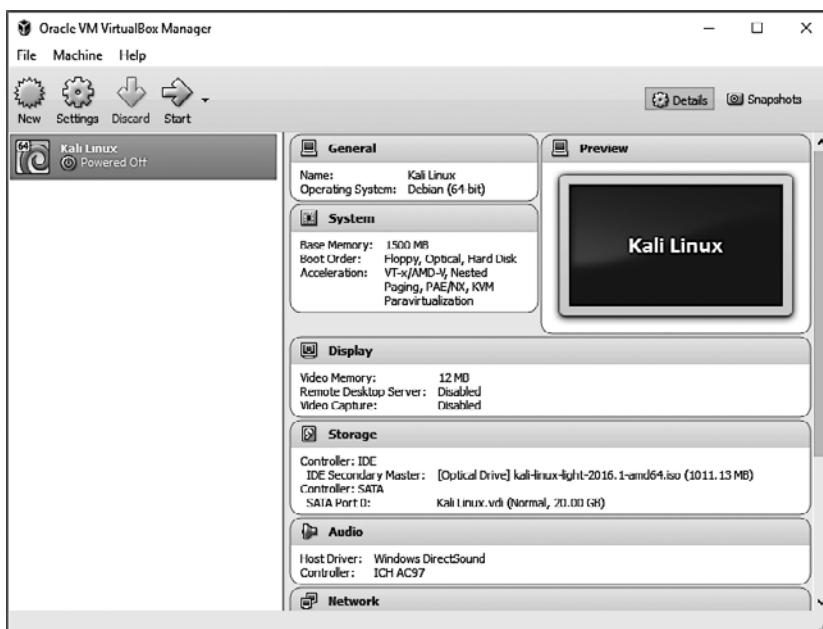 Oracle VM VirtualBox Manager
File Machine Help
New Settings Discard Start
Details Snapshots
64
Kali Linux
Powered Off
General
Name: Kali Linux
Operating System: Debian (64-bit)
System
Base Memory: 1500 MB
Boot Order: Floppy, Optical, Hard Disk
Acceleration: VT-x/AMD-V, Nested
Paging, PAE/NX, KVM
Paravirtualization
Preview
Kali Linux
Display
Video Memory: 12 MB
Remote Desktop Server: Disabled
Video Capture: Disabled
Storage
Controller: IDE
IDE Secondary Master: [Optical Drive] kali-linux-light-2016.1-amd64.iso (1011.13 MB)
Controller: SATA
SATA Port 0: Kali Linux.vdi (Normal, 20.00 GB)
Audio
Host Driver: Windows DirectSound
Controller: ICH AC97
Network